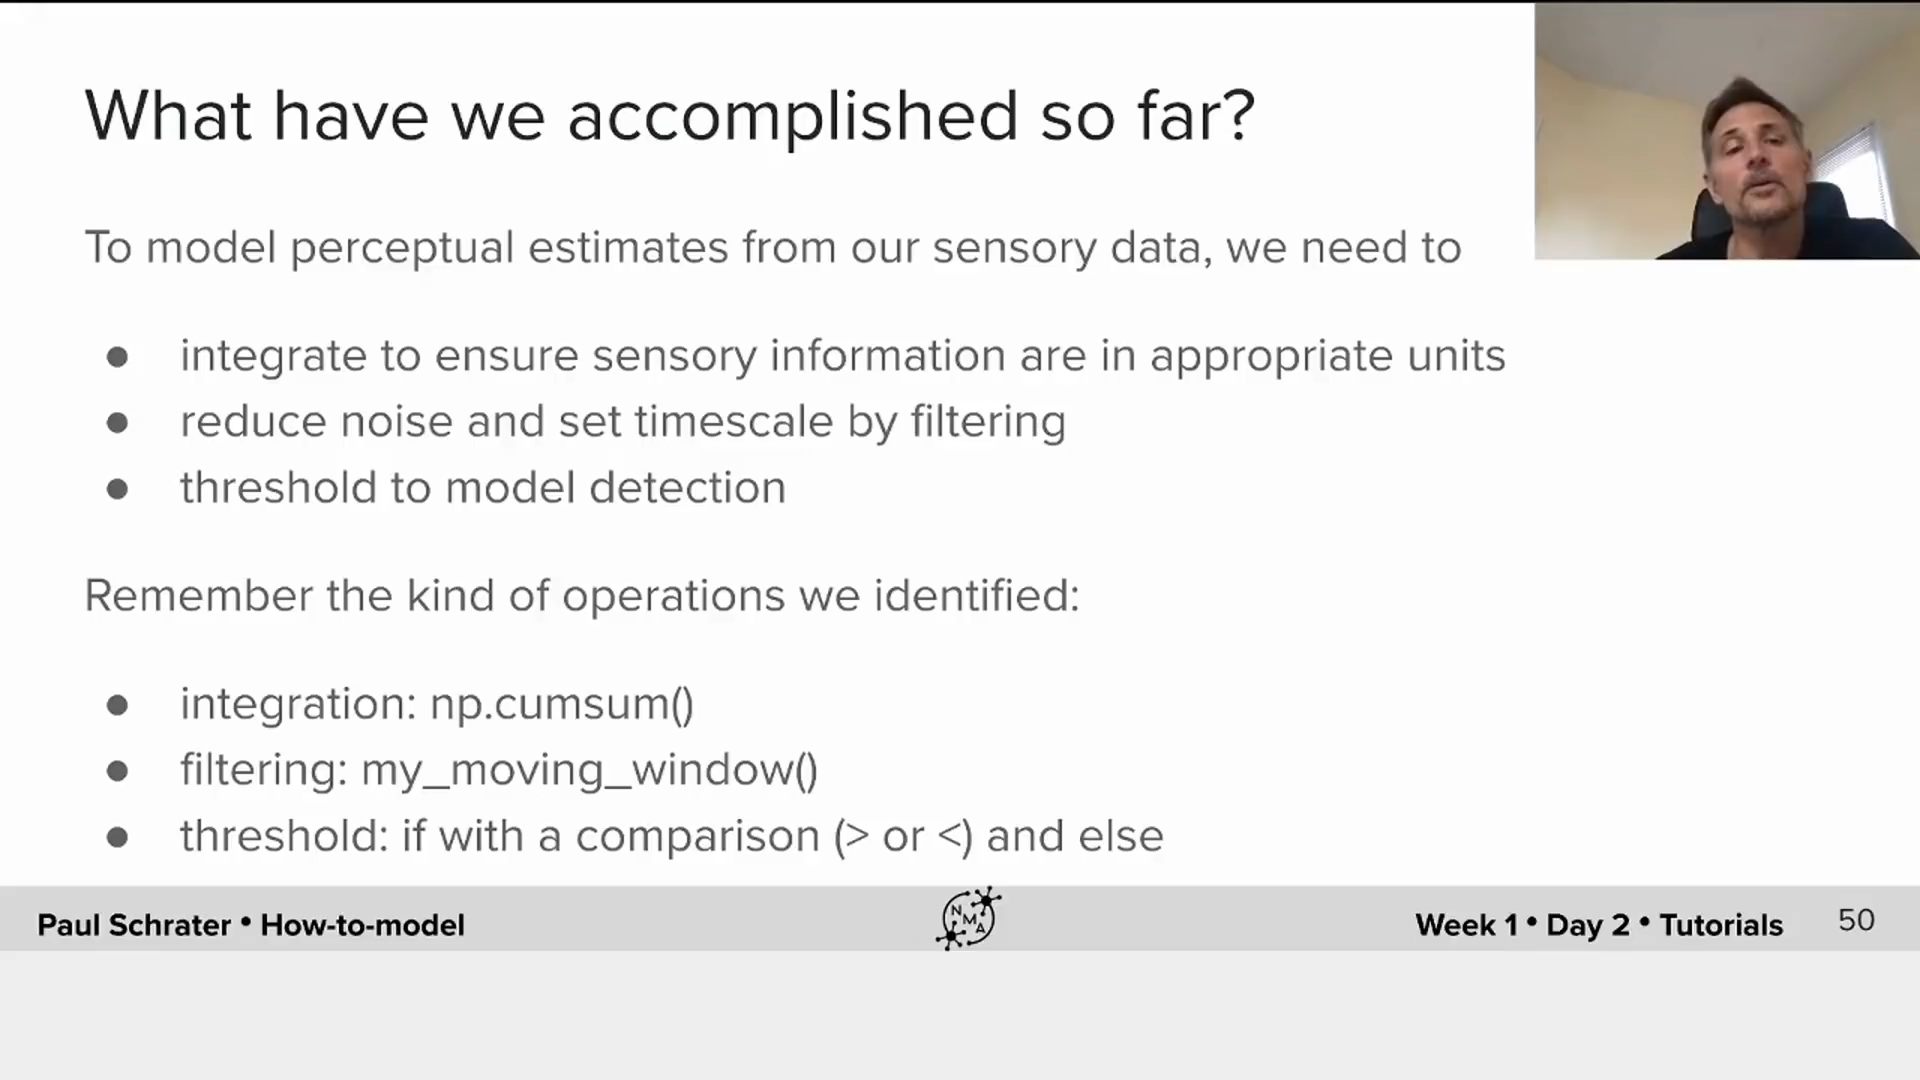 What have we accomplished so far?
To model perceptual estimates from our sensory data, we need to
● integrate to ensure sensory information are in appropriate units
● reduce noise and set timescale by filtering
● threshold to model detection
Remember the kind of operations we identified:
● integration: np.cumsum()
● filtering: my_moving_window()
● threshold: if with a comparison (> or <) and else
Paul Schrater • How-to-model
N
M
A
Week 1 • Day 2 • Tutorials 50